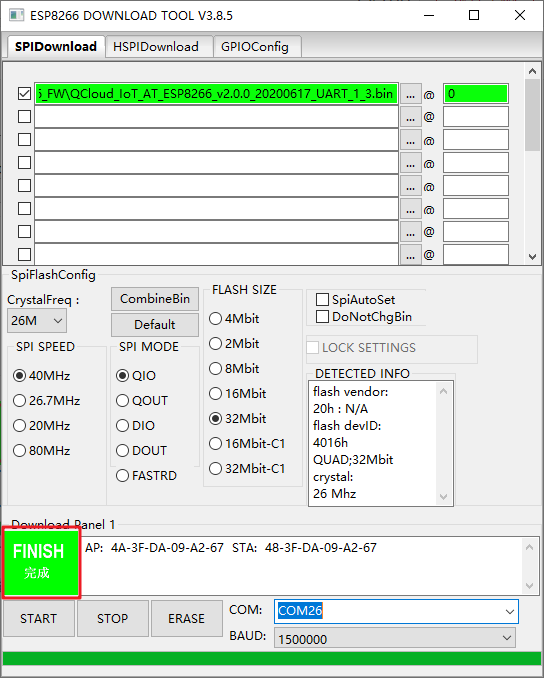 ESP8266 DOWNLOAD TOOL V3.8.5
SPIDownload HSPIDownload GPIOConfig
_FW\QCloud_IoT_AT_ESP8266_v2.0.0_20200617_UART_1_3.bin ... @ 0
... @
... @
... @
... @
... @
... @
... @
SpiFlashConfig
CrystalFreq :
26M
CombineBin
Default
SPI SPEED
40MHz
26.7MHz
20MHz
80MHz
SPI MODE
QIO
QOUT
DIO
DOUT
FASTRD
FLASH SIZE
4Mbit
2Mbit
8Mbit
16Mbit
32Mbit
16Mbit-C1
32Mbit-C1
SpiAutoSet
DoNotChgBin
LOCK SETTINGS
DETECTED INFO
flash vendor:
20h : N/A
flash devID:
4016h
QUAD;32Mbit
crystal:
26 Mhz
Download Panel 1
FINISH
完成
AP: 4A-3F-DA-09-A2-67 STA: 48-3F-DA-09-A2-67
START STOP ERASE
COM: COM26
BAUD: 1500000